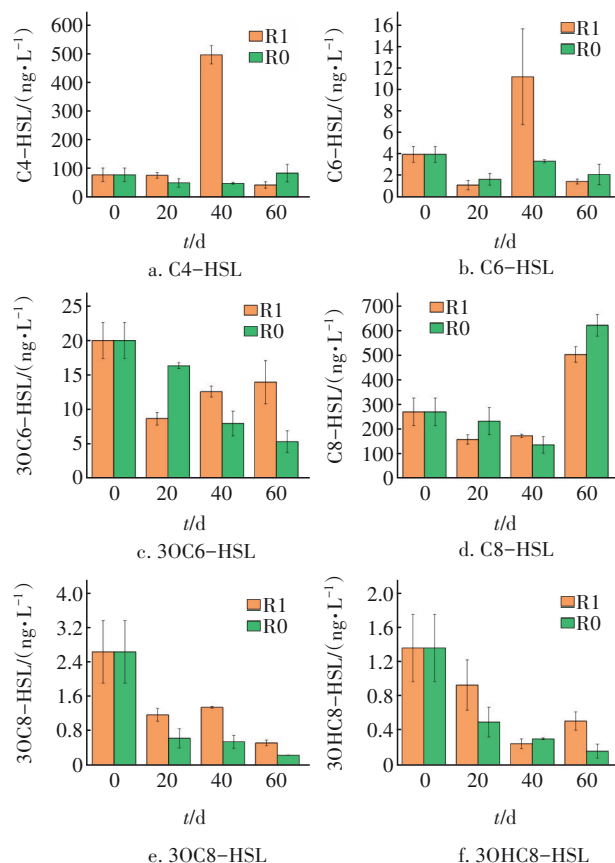 C4-HSL/(ng·L⁻¹)
600
500
400
300
200
100
0
R1
R0
0 20 40 60
t/d
a. C4-HSL
C6-HSL/(ng·L⁻¹)
16
14
12
10
8
6
4
2
0
R1
R0
0 20 40 60
t/d
b. C6-HSL
3OC6-HSL/(ng·L⁻¹)
25
20
15
10
5
0
R1
R0
0 20 40 60
t/d
c. 3OC6-HSL
C8-HSL/(ng·L⁻¹)
700
600
500
400
300
200
100
0
R1
R0
0 20 40 60
t/d
d. C8-HSL
3OC8-HSL/(ng·L⁻¹)
4.0
3.2
2.4
1.6
0.8
0
R1
R0
0 20 40 60
t/d
e. 3OC8-HSL
3OHC8-HSL/(ng·L⁻¹)
2.0
1.6
1.2
0.8
0.4
0
R1
R0
0 20 40 60
t/d
f. 3OHC8-HSL